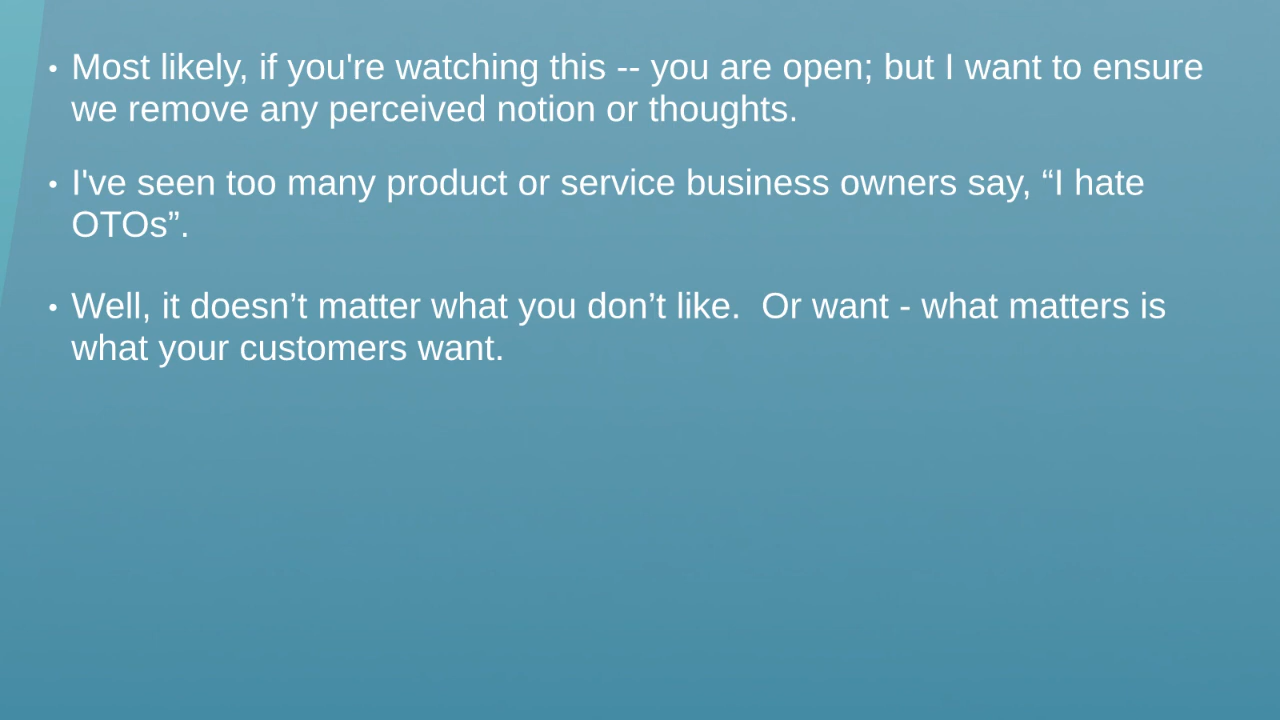 • Most likely, if you're watching this -- you are open; but I want to ensure
we remove any perceived notion or thoughts.
• I've seen too many product or service business owners say, “I hate
OTOs”.
• Well, it doesn’t matter what you don’t like.  Or want - what matters is
what your customers want.